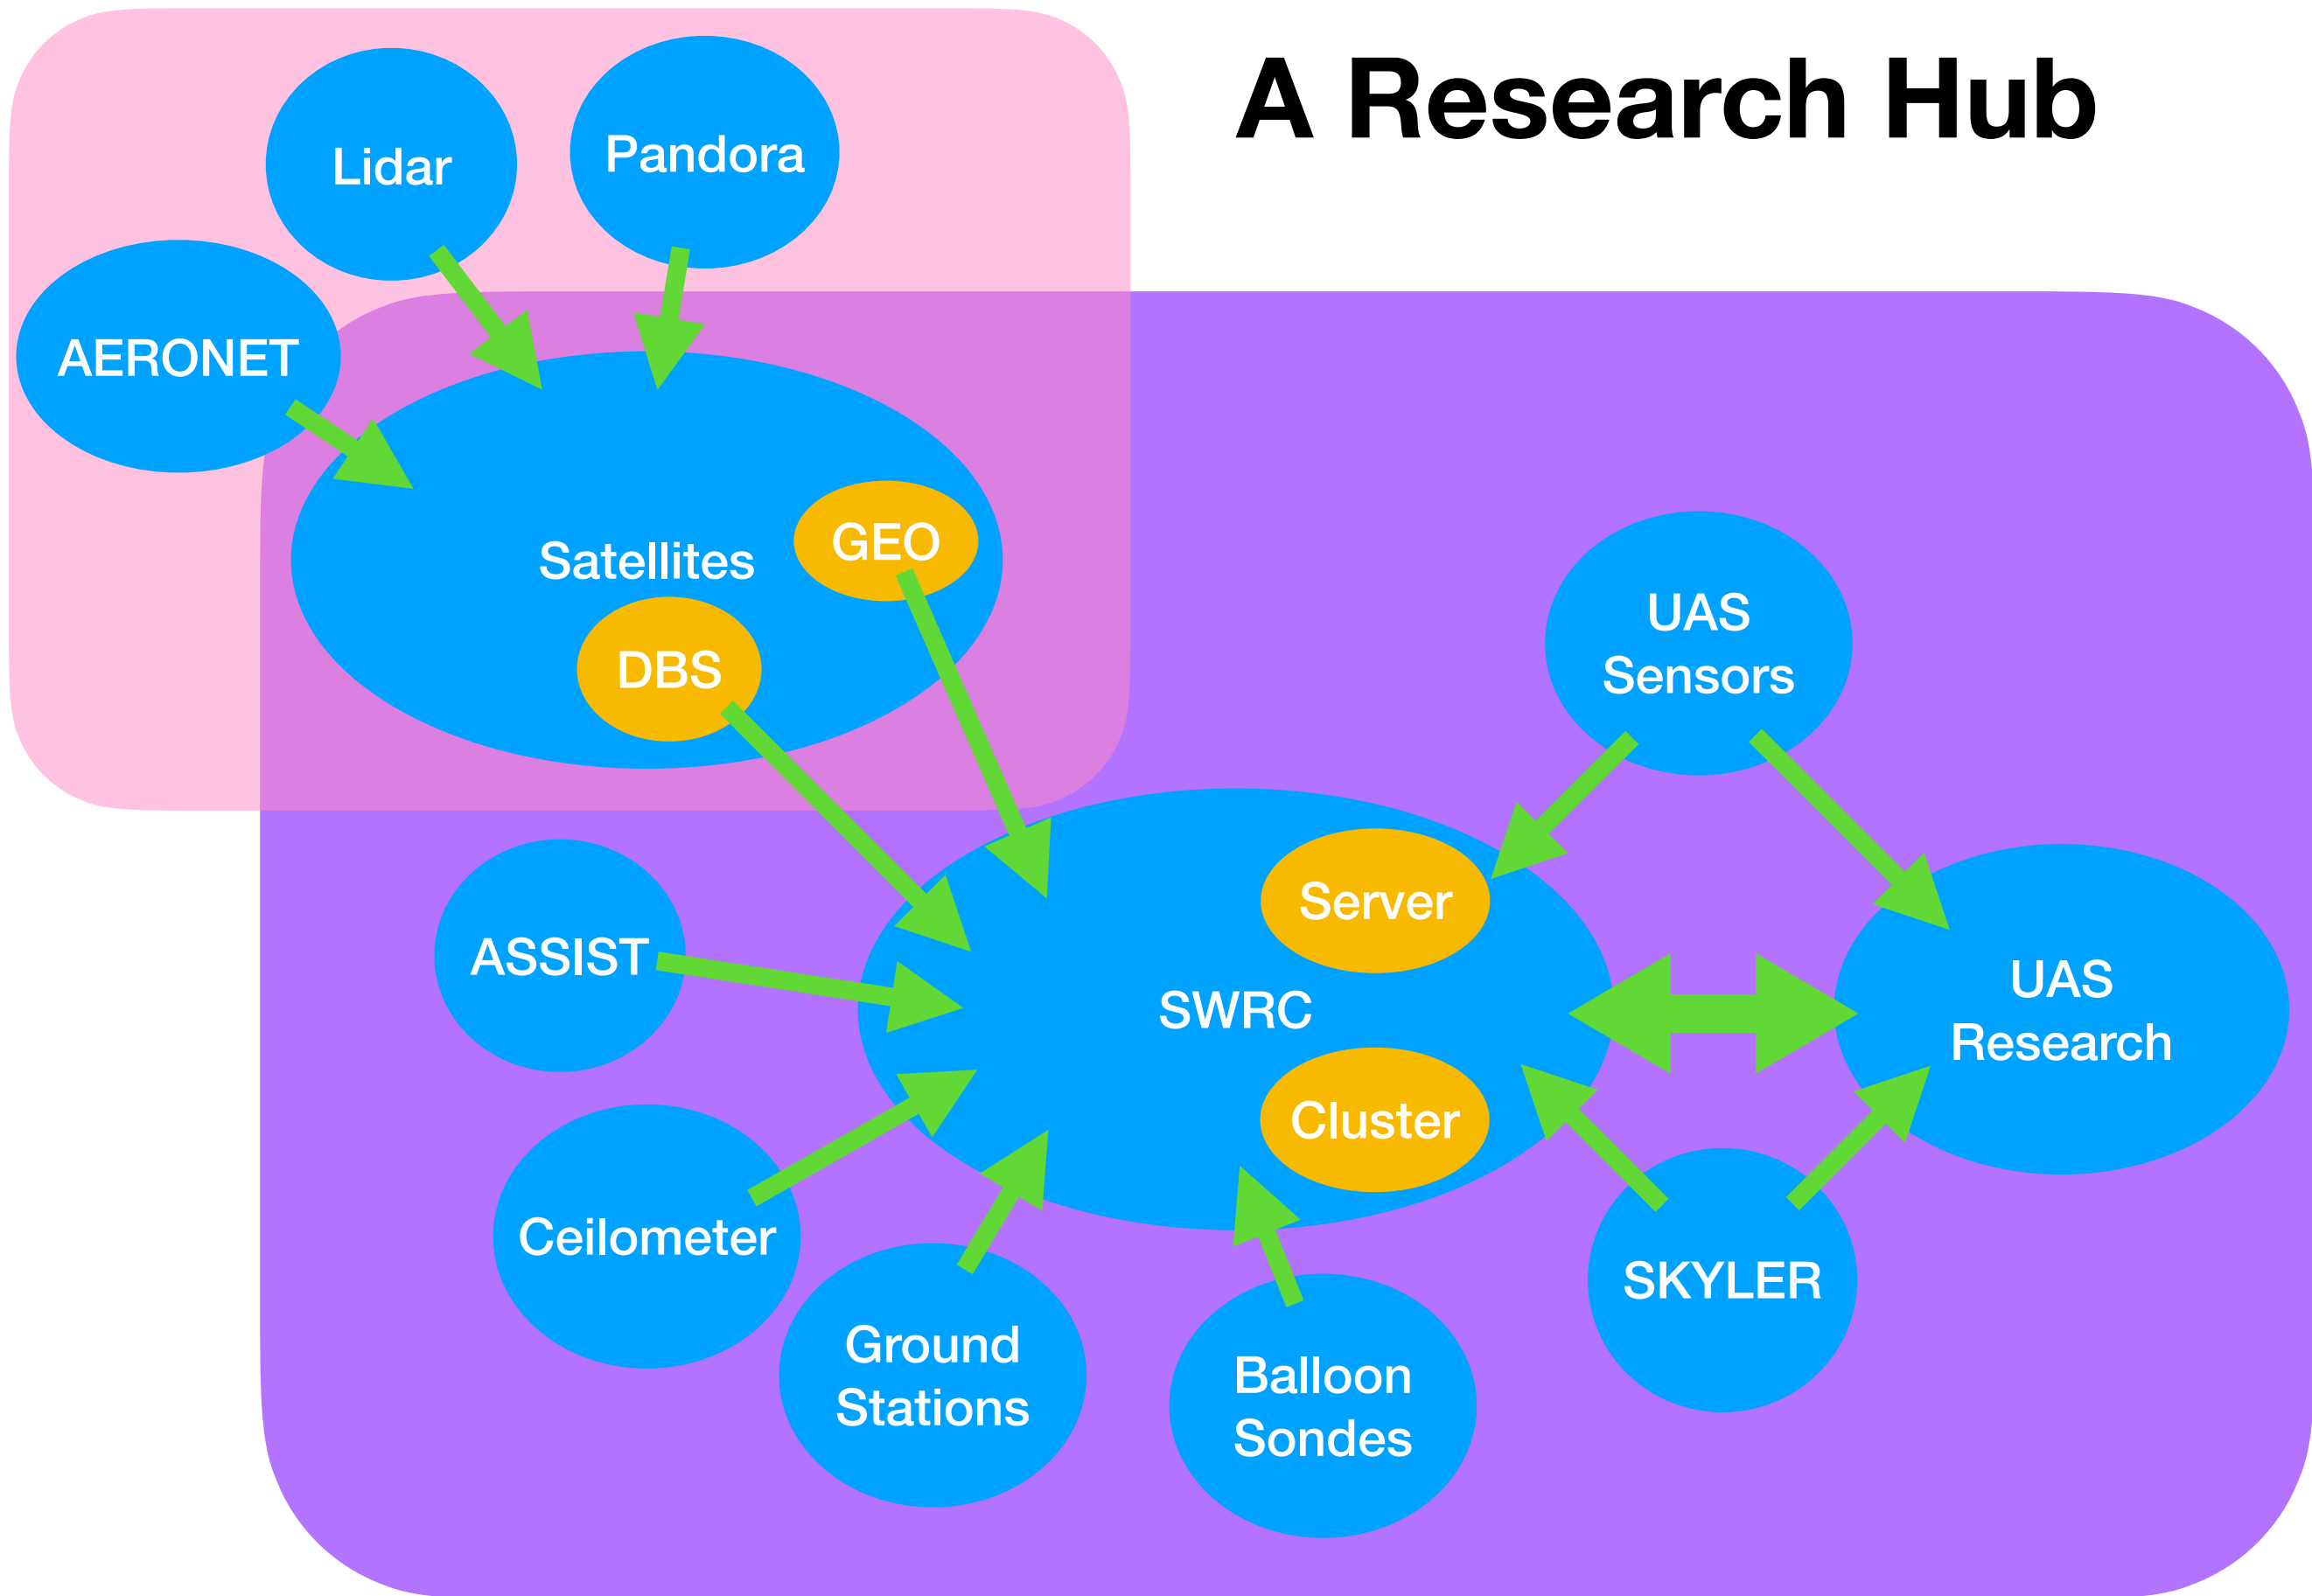 A Research Hub
Lidar
Pandora
AERONET
Satellites
GEO
DBS
UAS
Sensors
ASSIST
Server
SWRC
Cluster
UAS
Research
Ceilometer
Ground
Stations
Balloon
Sondes
SKYLER